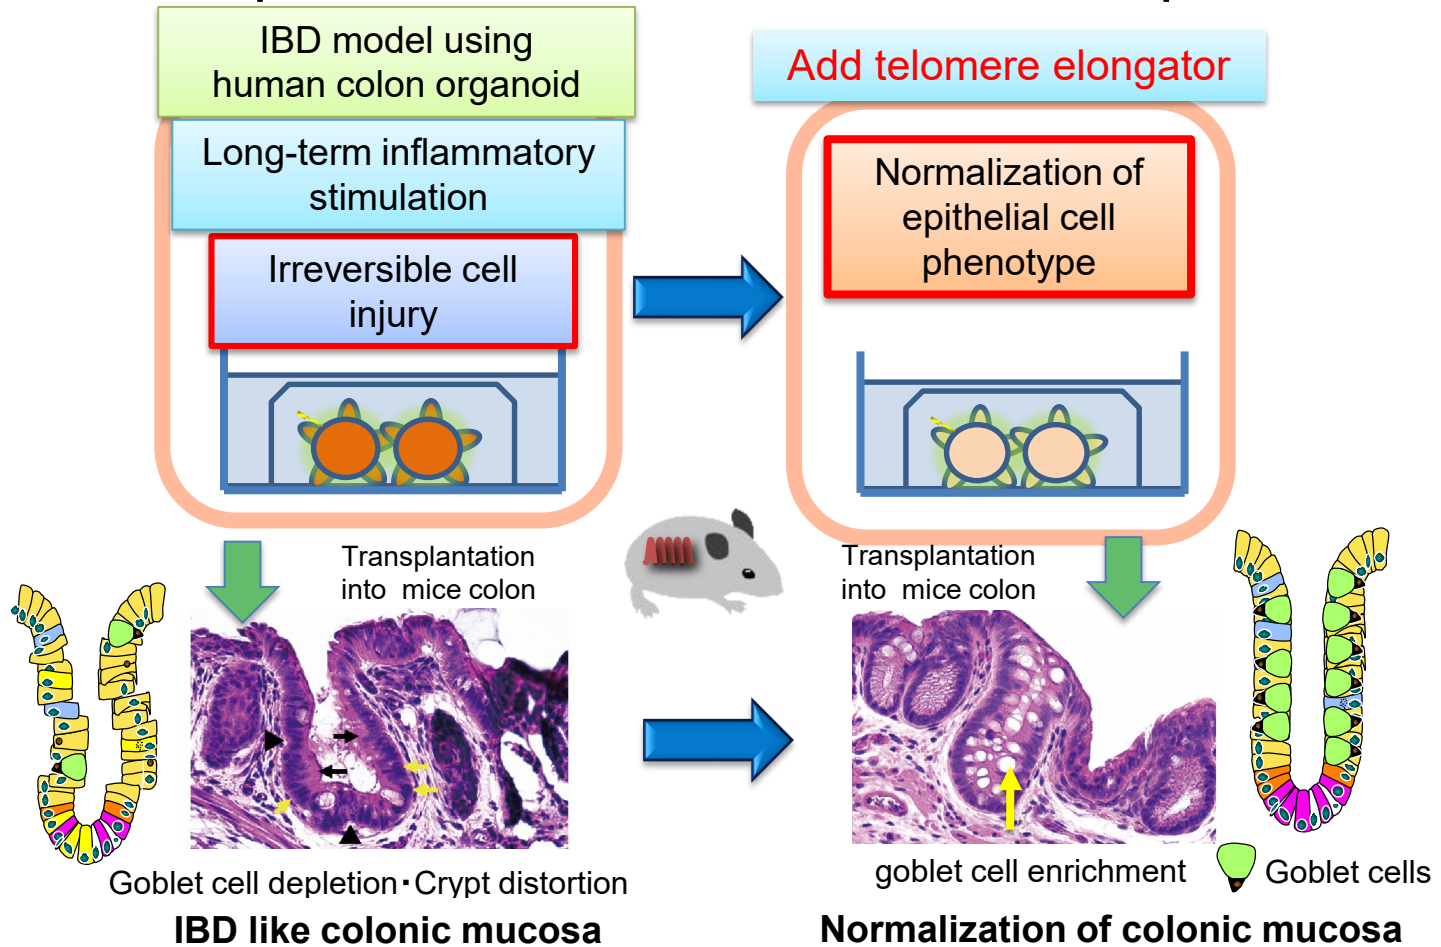 IBD model using
human colon organoid
Long-term inflammatory
stimulation
Irreversible cell
injury
Add telomere elongator
Normalization of
epithelial cell
phenotype
Transplantation
into mice colon
Transplantation
into mice colon
Goblet cell depletion・Crypt distortion
IBD like colonic mucosa
goblet cell enrichment
Goblet cells
Normalization of colonic mucosa